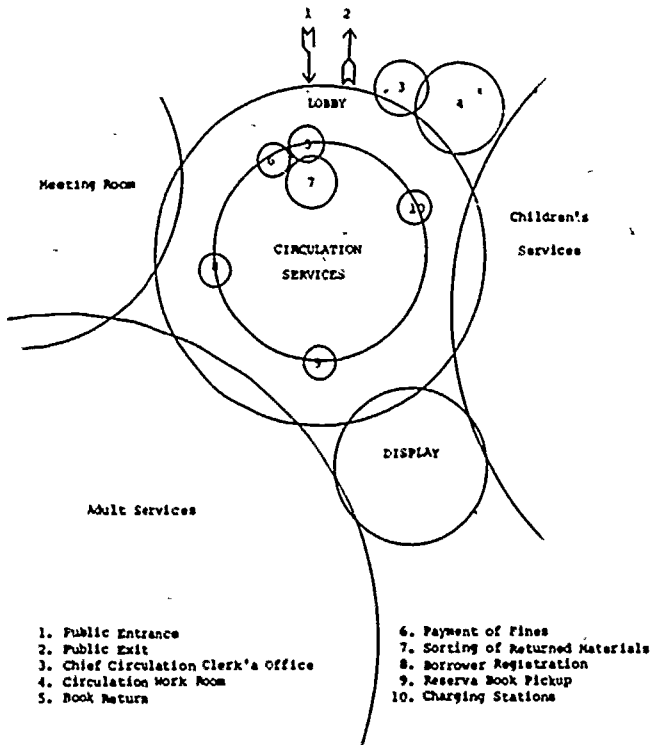 1 2
LOBBY
3
4
5
6
7
10
Meeting Room
Children's
Services
CIRCULATION
SERVICES
8
9
DISPLAY
Adult Services
1. Public Entrance
2. Public Exit
3. Chief Circulation Clerk'a Office
4. Circulation Work Room
5. Book Return
6. Payment of Fines
7. Sorting of Returned Materials
8. Borrower Registration
9. Reserva Book Pickup
10. Charging Stations